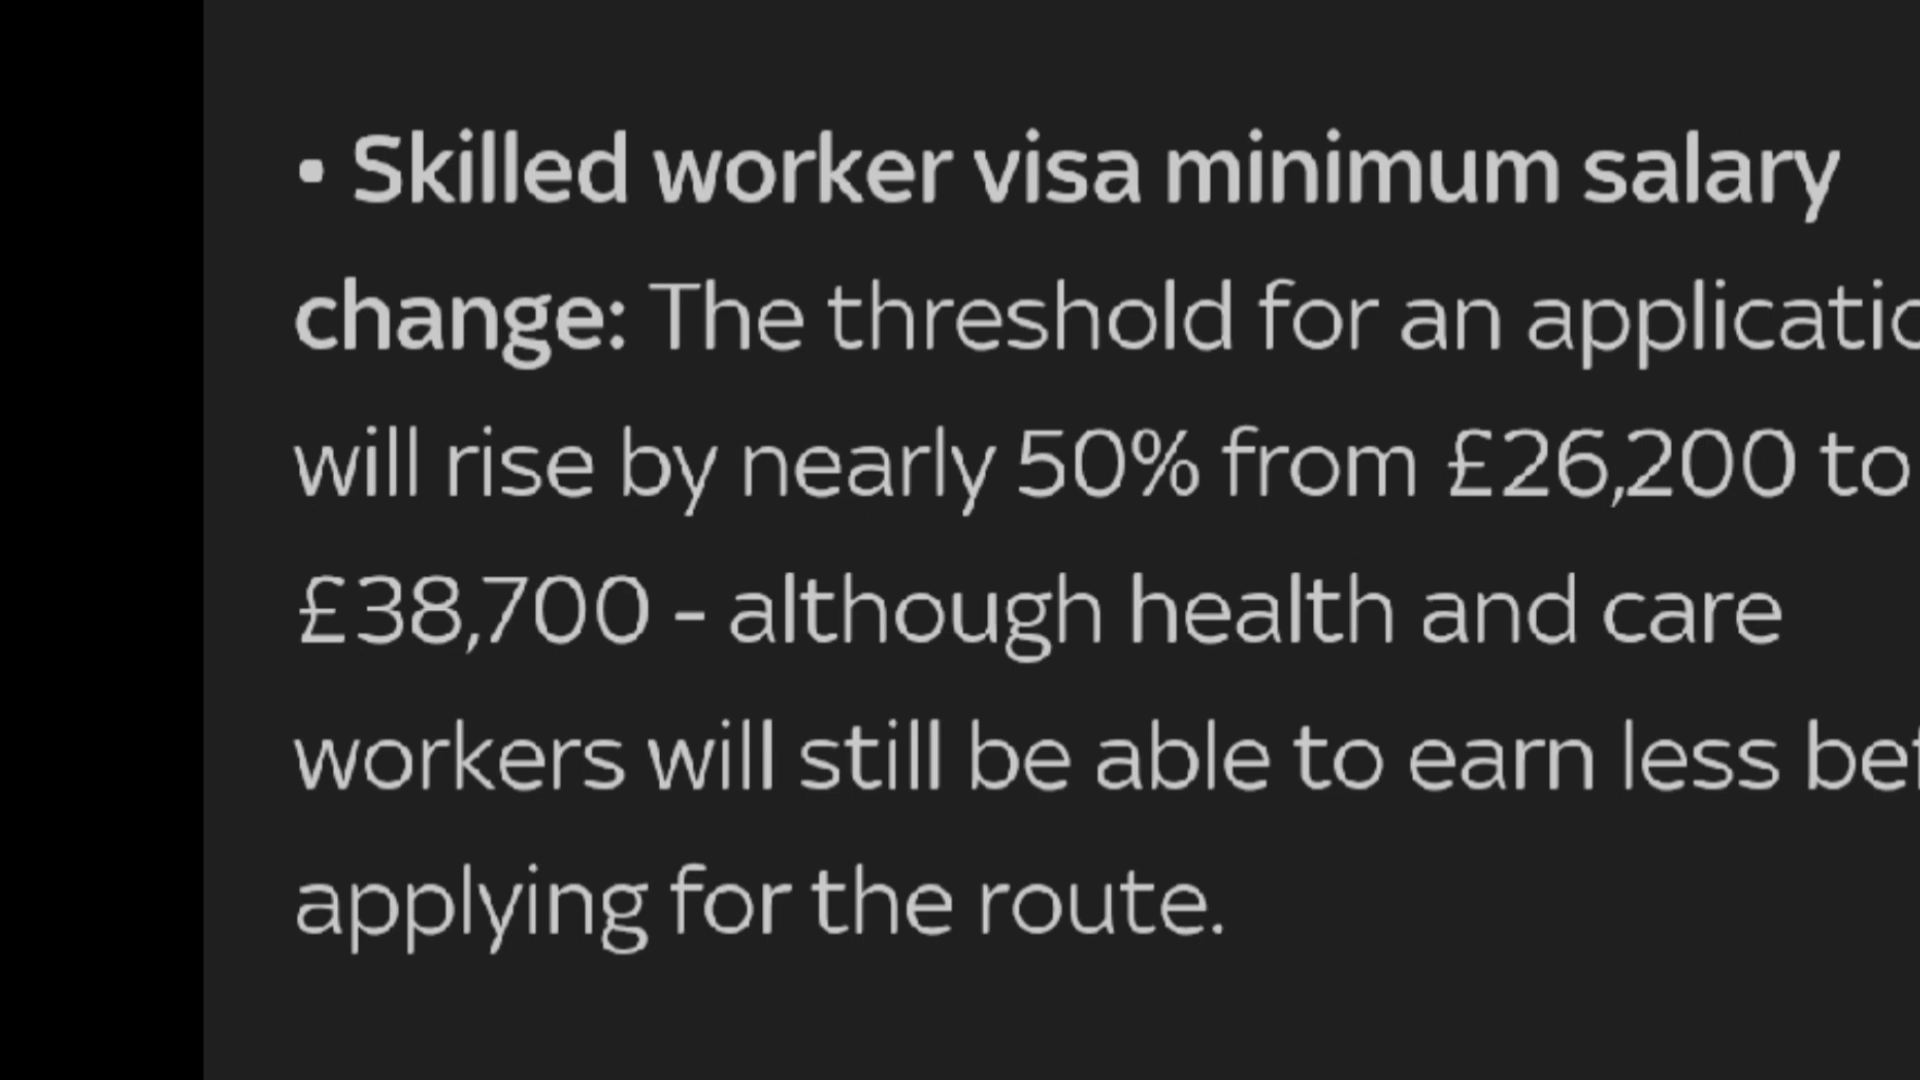 • Skilled worker visa minimum salary
change: The threshold for an
will rise by nearly 50% from £26,200 to
£38,700 - although health and care
workers will still be able to earn less
applying for the route.